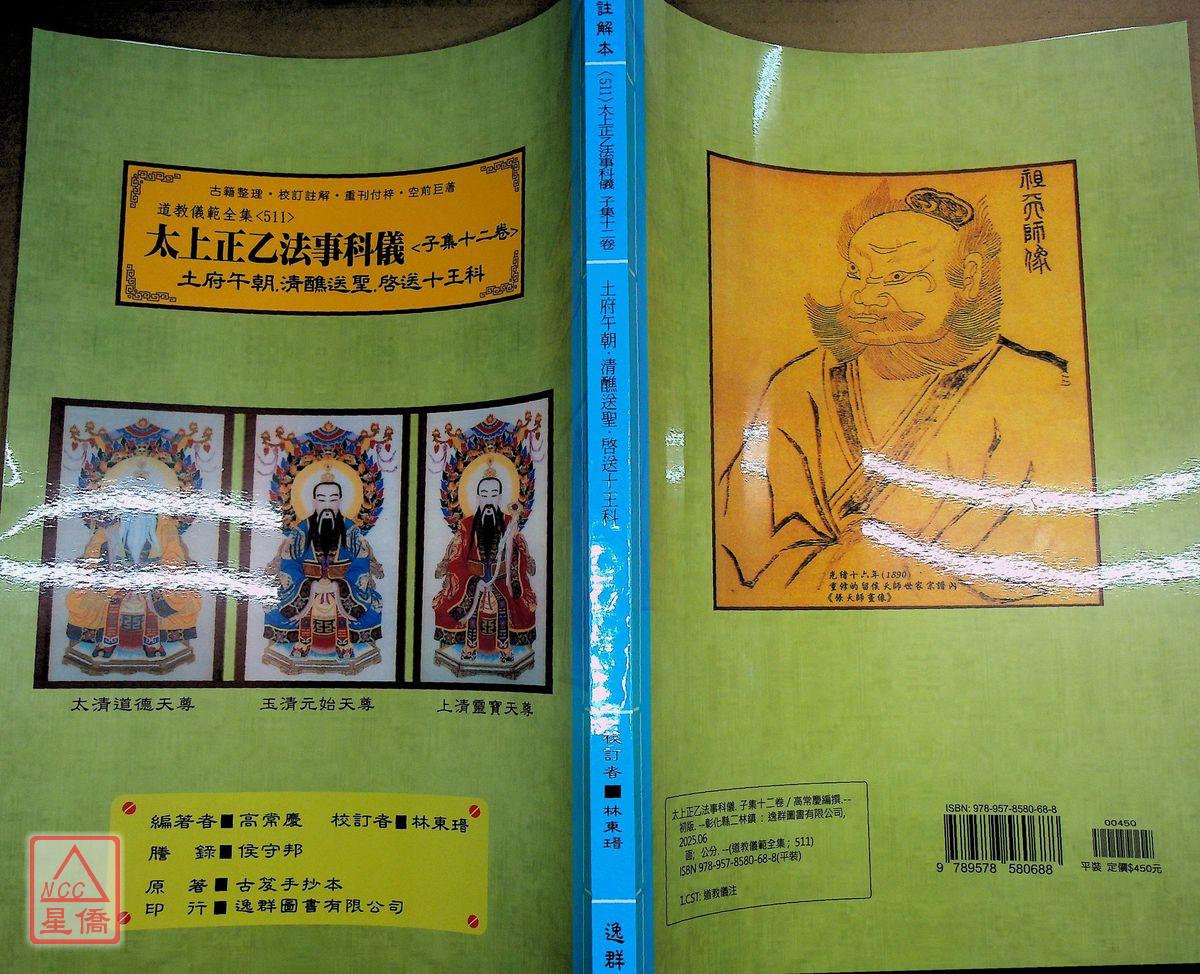 古籍整理・校訂註解・重刊付梓・空前巨著
道教儀範全集<511>
太上正乙法事科儀<子集十二卷>
土府午朝.清醮送聖.啓送十王科
太清道德天尊
玉清元始天尊
上清靈寶天尊
編著者■高常慶 校訂者■林東璕
謄 錄■侯守邦
原 著■古笈手抄本
印 行■逸群圖書有限公司
NCC
星僑
註解本
<511>太上正乙法事科儀 子集十二卷
土府午朝.清醮送聖.啓送十王科
校訂者■林東璕
逸群
祖天師像
光緒十六年(1890)
重修的留侯天師世家宗譜內
《張天師畫像》
太上正乙法事科儀. 子集十二卷 / 高常慶編撰.--
初版. --彰化縣二林鎮 : 逸群圖書有限公司,
2025.06
面; 公分. --(道教儀範全集; 511)
ISBN 978-957-8580-68-8(平裝)
1.CST: 道教儀注
ISBN: 978-957-8580-68-8
9 789578 580688
00450
平裝 定價$450元